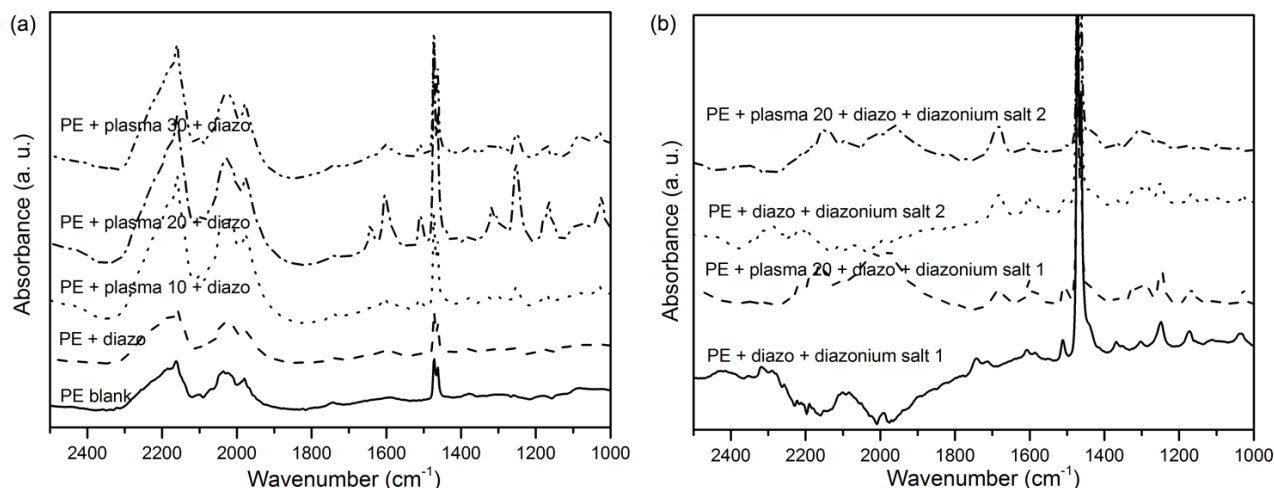 (a)
Absorbance (a. u.)
PE + plasma 30 + diazo
PE + plasma 20 + diazo
PE + plasma 10 + diazo
PE + diazo
PE blank
2400 2200 2000 1800 1600 1400 1200 1000
Wavenumber (cm-1)
(b)
Absorbance (a. u.)
PE + plasma 20 + diazo + diazonium salt 2
PE + diazo + diazonium salt 2
PE + plasma 20 + diazo + diazonium salt 1
PE + diazo + diazonium salt 1
2400 2200 2000 1800 1600 1400 1200 1000
Wavenumber (cm-1)